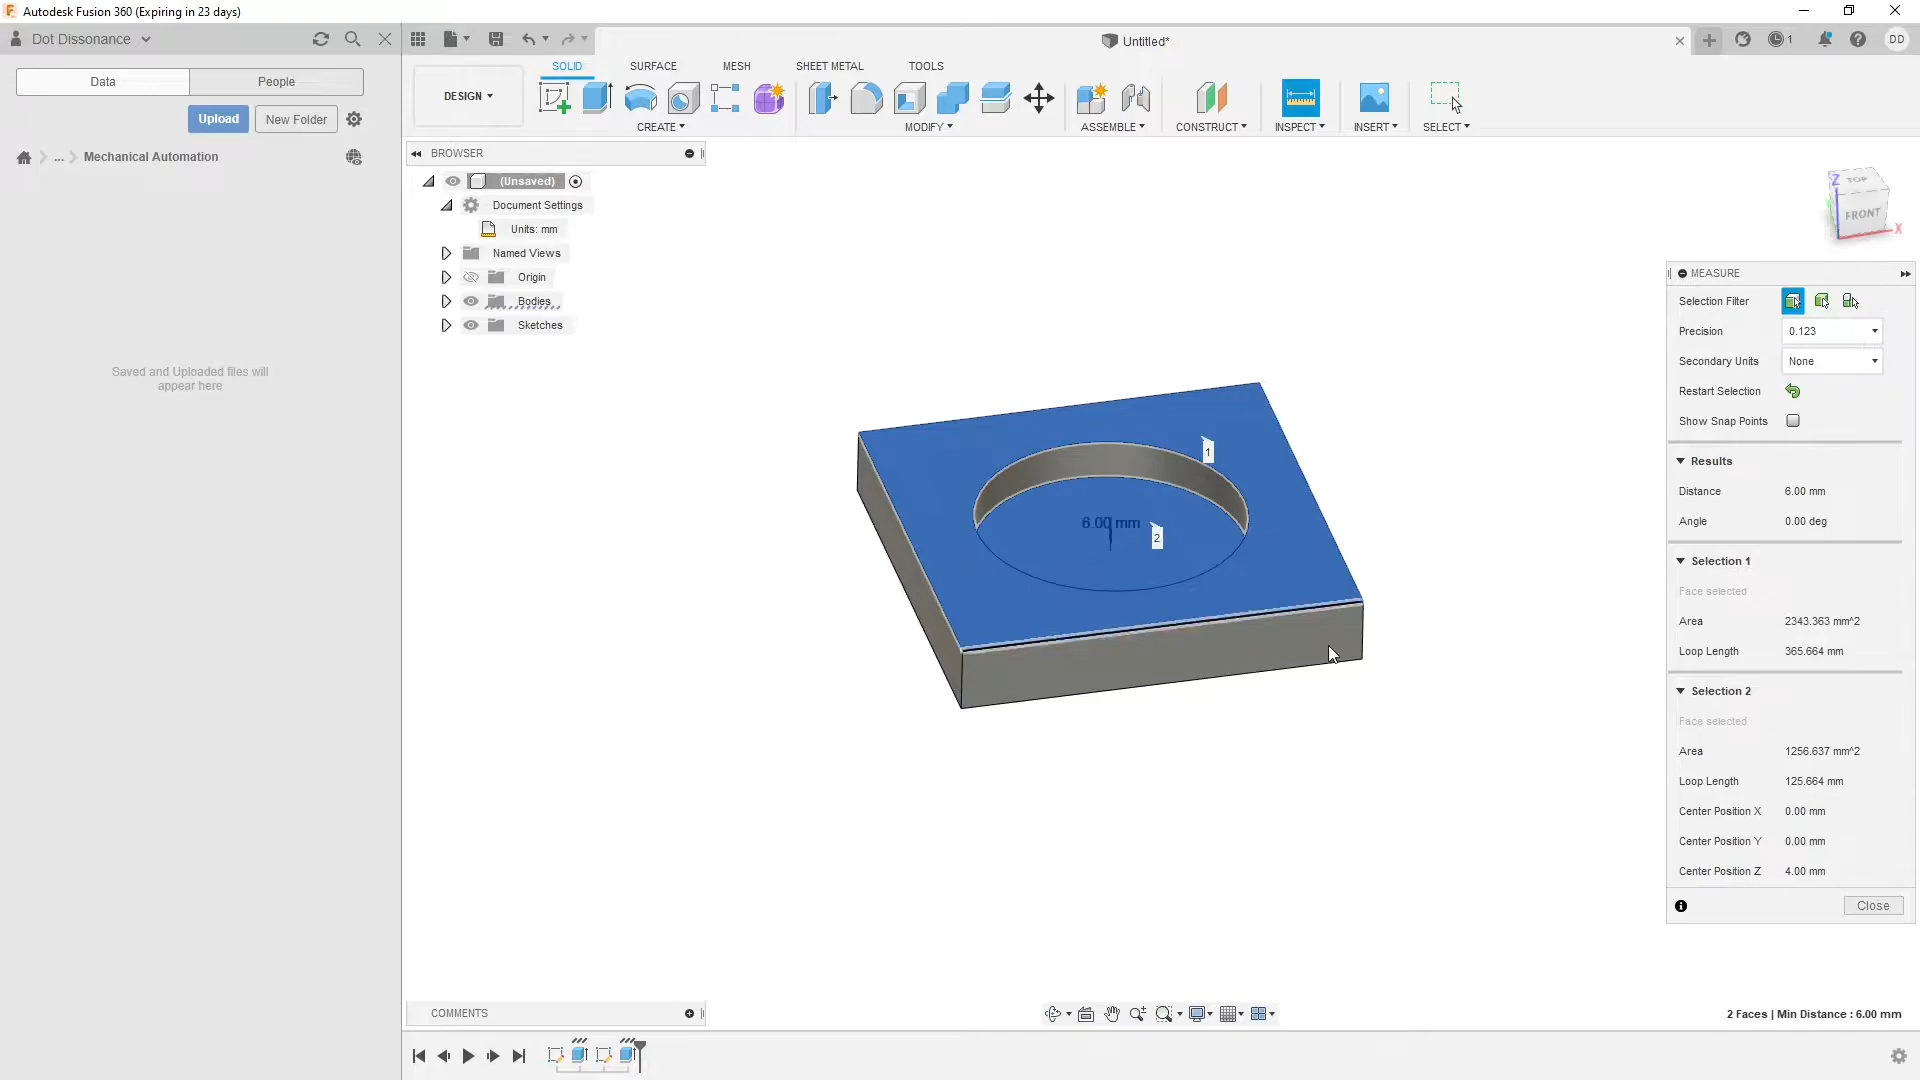 Autodesk Fusion 360 (Expiring in 23 days)
Dot Dissonance
Data
People
Upload
New Folder
... Mechanical Automation
Saved and Uploaded files will
appear here
Untitled*
1
DD
DESIGN
SOLID
SURFACE
MESH
SHEET METAL
TOOLS
CREATE
MODIFY
ASSEMBLE
CONSTRUCT
INSPECT
INSERT
SELECT
BROWSER
(Unsaved)
Document Settings
Units: mm
Named Views
Origin
Bodies
Sketches
Z
TOP
FRONT
X
1
6.00 mm
2
MEASURE
Selection Filter
Precision 0.123
Secondary Units None
Restart Selection
Show Snap Points
Results
Distance 6.00 mm
Angle 0.00 deg
Selection 1
Face selected
Area 2343.363 mm^2
Loop Length 365.664 mm
Selection 2
Face selected
Area 1256.637 mm^2
Loop Length 125.664 mm
Center Position X 0.00 mm
Center Position Y 0.00 mm
Center Position Z 4.00 mm
Close
COMMENTS
2 Faces | Min Distance : 6.00 mm